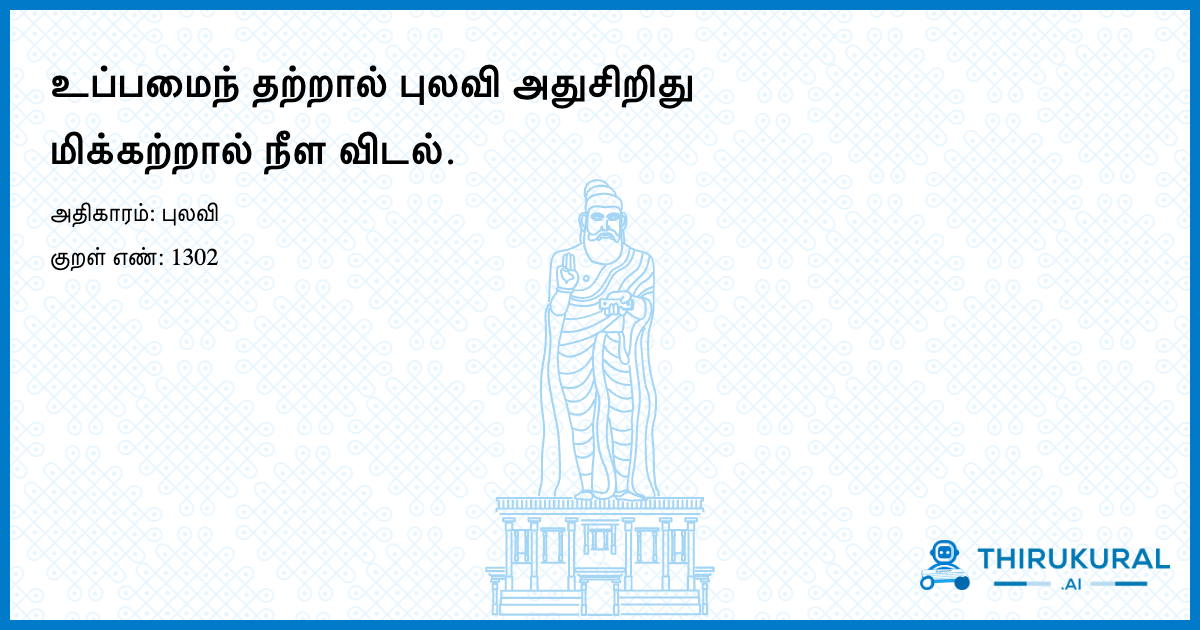 உப்பமைந் தற்றால் புலவி அதுசிறிது
மிக்கற்றால் நீள விடல்.
அதிகாரம்: புலவி
குறள் எண்: 1302
THIRUKURAL
.AI